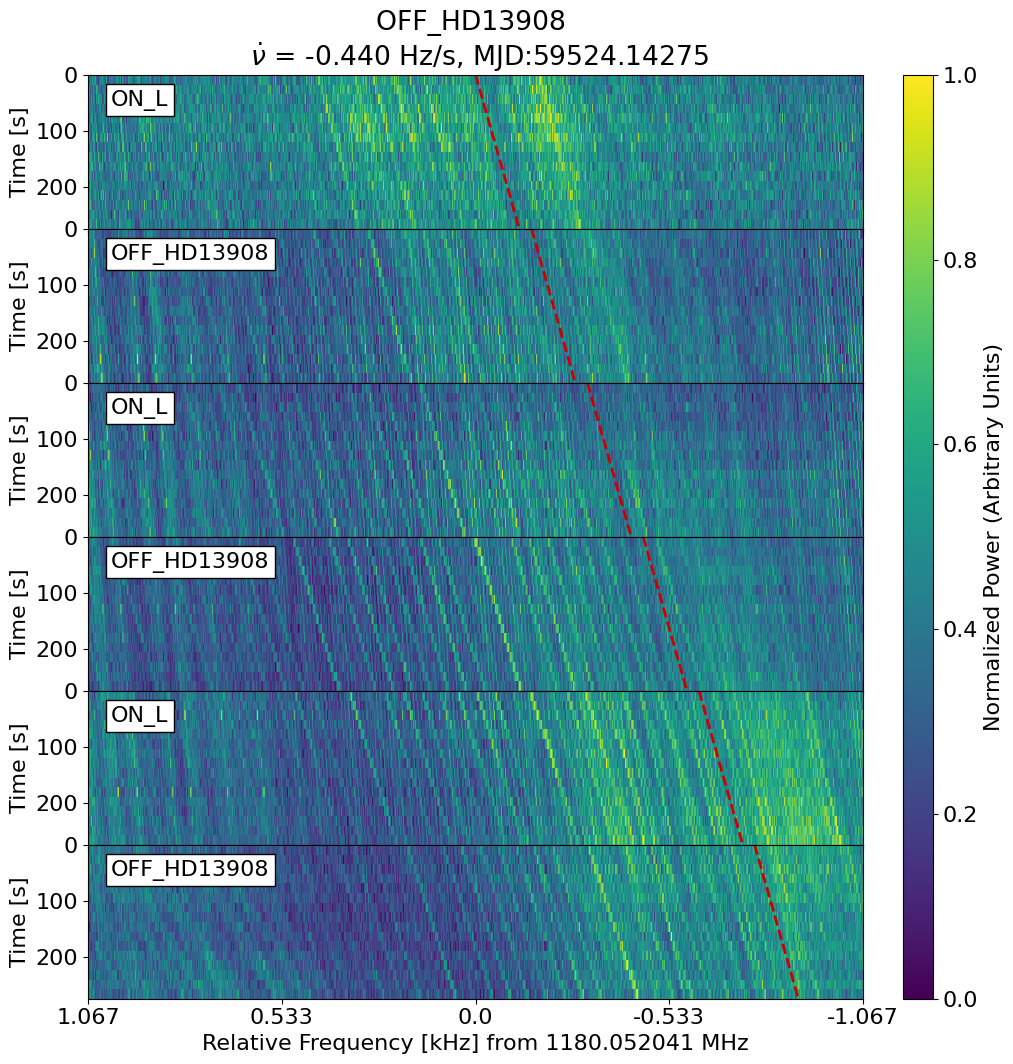 OFF_HD13908
ν̇ = -0.440 Hz/s, MJD:59524.14275
ON_L
OFF_HD13908
ON_L
OFF_HD13908
ON_L
OFF_HD13908
Time [s]
0
100
200
Time [s]
0
100
200
Time [s]
0
100
200
Time [s]
0
100
200
Time [s]
0
100
200
Time [s]
0
100
200
1.067
0.533
0.0
-0.533
-1.067
Relative Frequency [kHz] from 1180.052041 MHz
1.0
0.8
0.6
0.4
0.2
0.0
Normalized Power (Arbitrary Units)